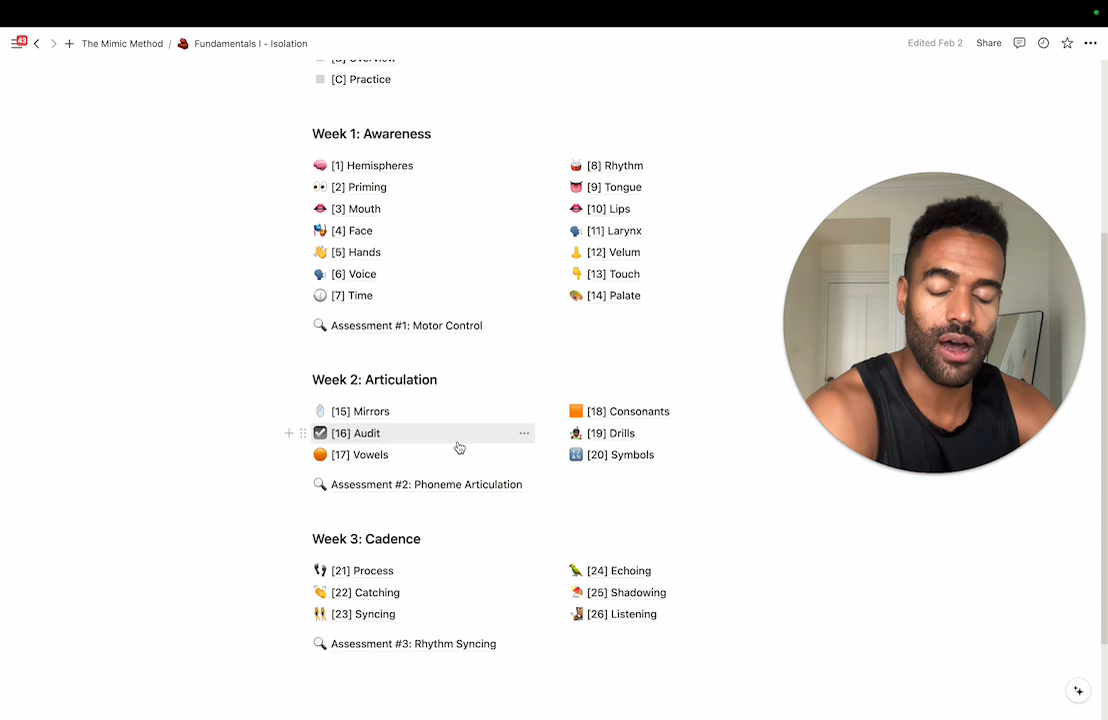 43
The Mimic Method / Fundamentals I - Isolation
Edited Feb 2 Share
[B] Overview
[C] Practice
Week 1: Awareness
[1] Hemispheres
[2] Priming
[3] Mouth
[4] Face
[5] Hands
[6] Voice
[7] Time
[8] Rhythm
[9] Tongue
[10] Lips
[11] Larynx
[12] Velum
[13] Touch
[14] Palate
Assessment #1: Motor Control
Week 2: Articulation
[15] Mirrors
[16] Audit
[17] Vowels
[18] Consonants
[19] Drills
[20] Symbols
Assessment #2: Phoneme Articulation
Week 3: Cadence
[21] Process
[22] Catching
[23] Syncing
[24] Echoing
[25] Shadowing
[26] Listening
Assessment #3: Rhythm Syncing